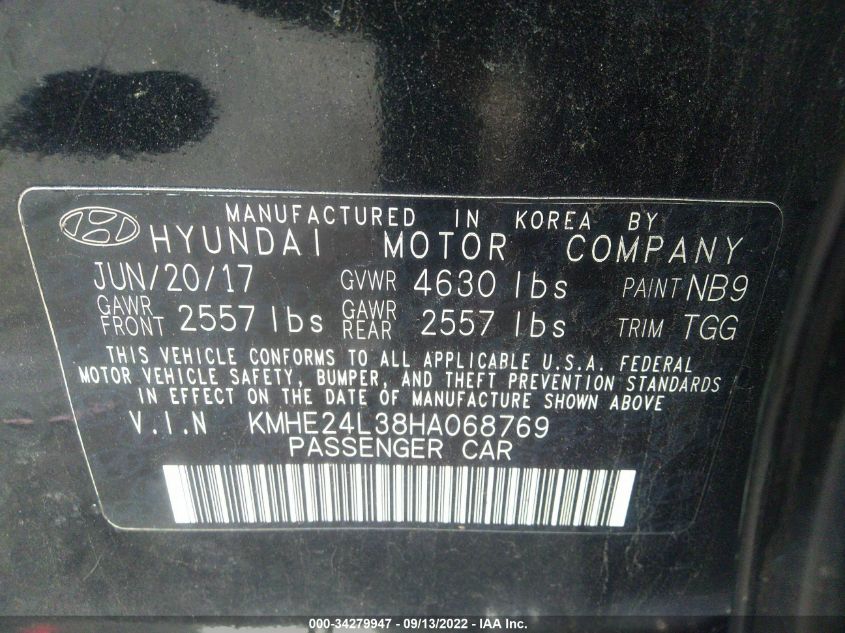 MANUFACTURED IN KOREA BY
HYUNDAI MOTOR COMPANY
JUN/20/17 GVWR 4630 lbs PAINT NB9
GAWR FRONT 2557 lbs GAWR REAR 2557 lbs TRIM TGG
THIS VEHICLE CONFORMS TO ALL APPLICABLE U.S.A. FEDERAL
MOTOR VEHICLE SAFETY, BUMPER, AND THEFT PREVENTION STANDARDS
IN EFFECT ON THE DATE OF MANUFACTURE SHOWN ABOVE
V.I.N KMHE24L38HA068769
PASSENGER CAR
000-34279947 - 09/13/2022 - IAA Inc.